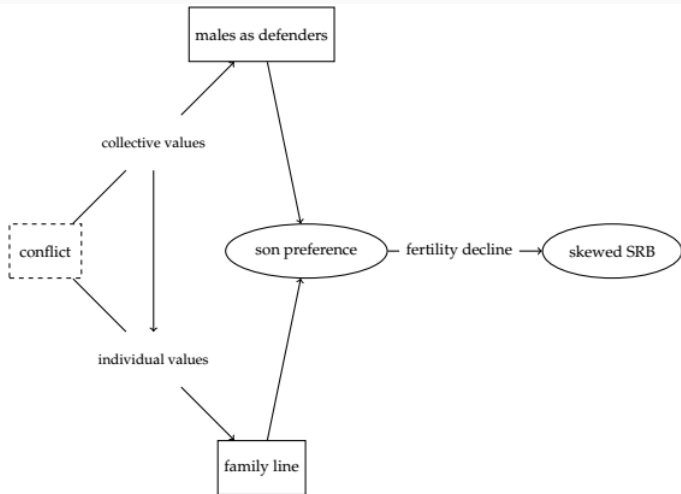 males as defenders
collective values
conflict
son preference
fertility decline
skewed SRB
individual values
family line